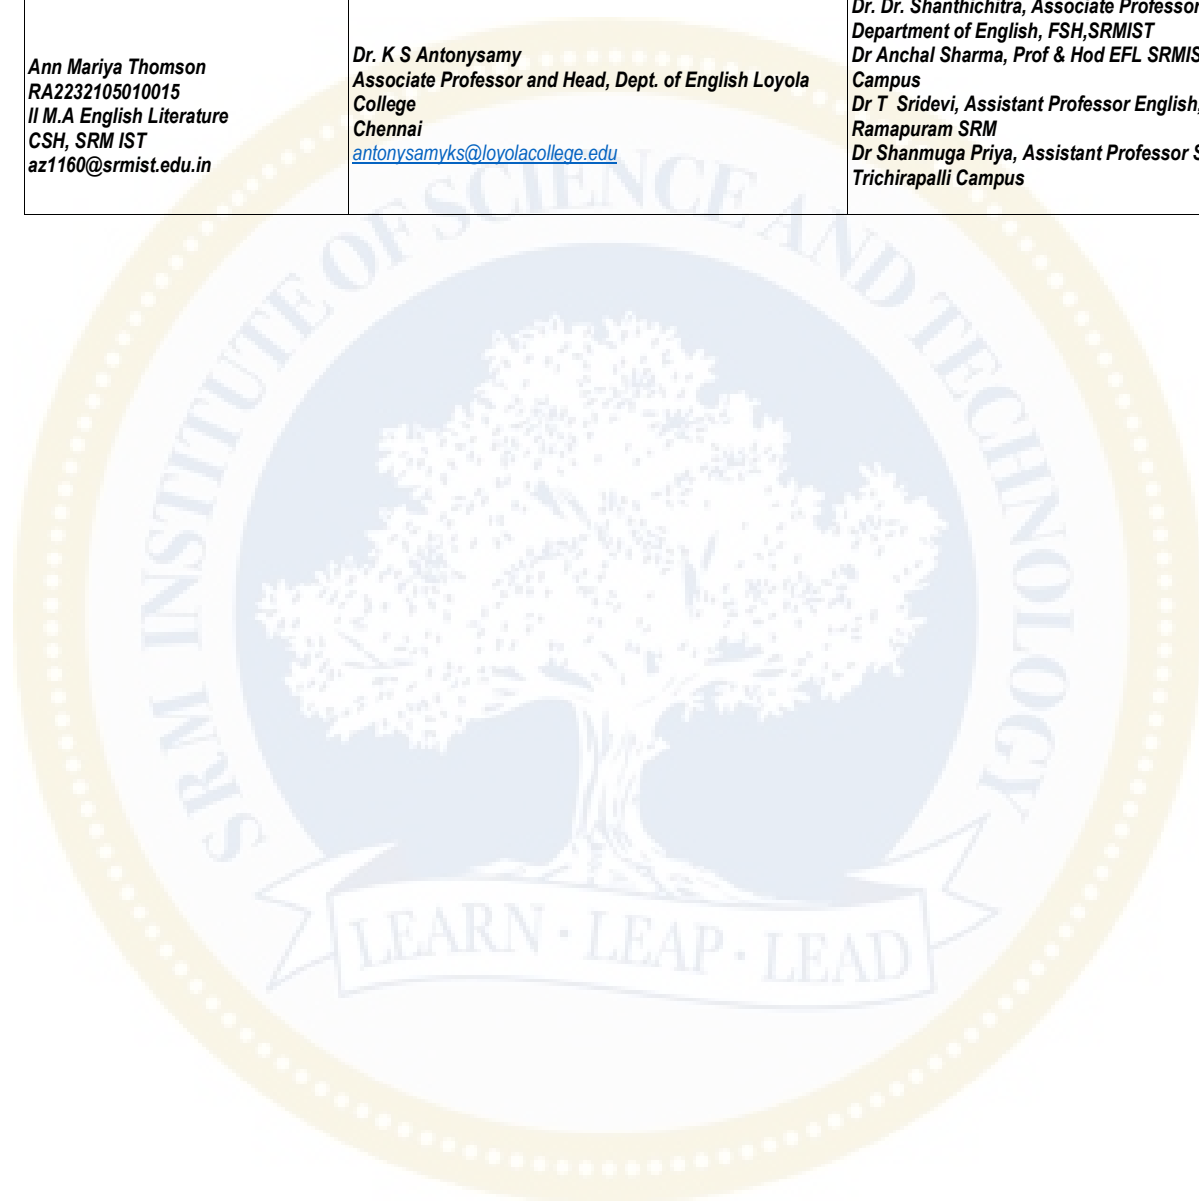 Ann Mariya Thomson
RA2232105010015
II M.A English Literature
CSH, SRM IST
az1160@srmist.edu.in
Dr. K S Antonysamy
Associate Professor and Head, Dept. of English Loyola
College
Chennai
antonysamyks@loyolacollege.edu
Dr. Dr. Shanthichitra, Associate Professor
Department of English, FSH,SRMIST
Dr Anchal Sharma, Prof & Hod EFL SRMIS
Campus
Dr T Sridevi, Assistant Professor English,
Ramapuram SRM
Dr Shanmuga Priya, Assistant Professor S
Trichirapalli Campus
SRM INSTITUTE OF SCIENCE AND TECHNOLOGY
LEARN · LEAP · LEAD